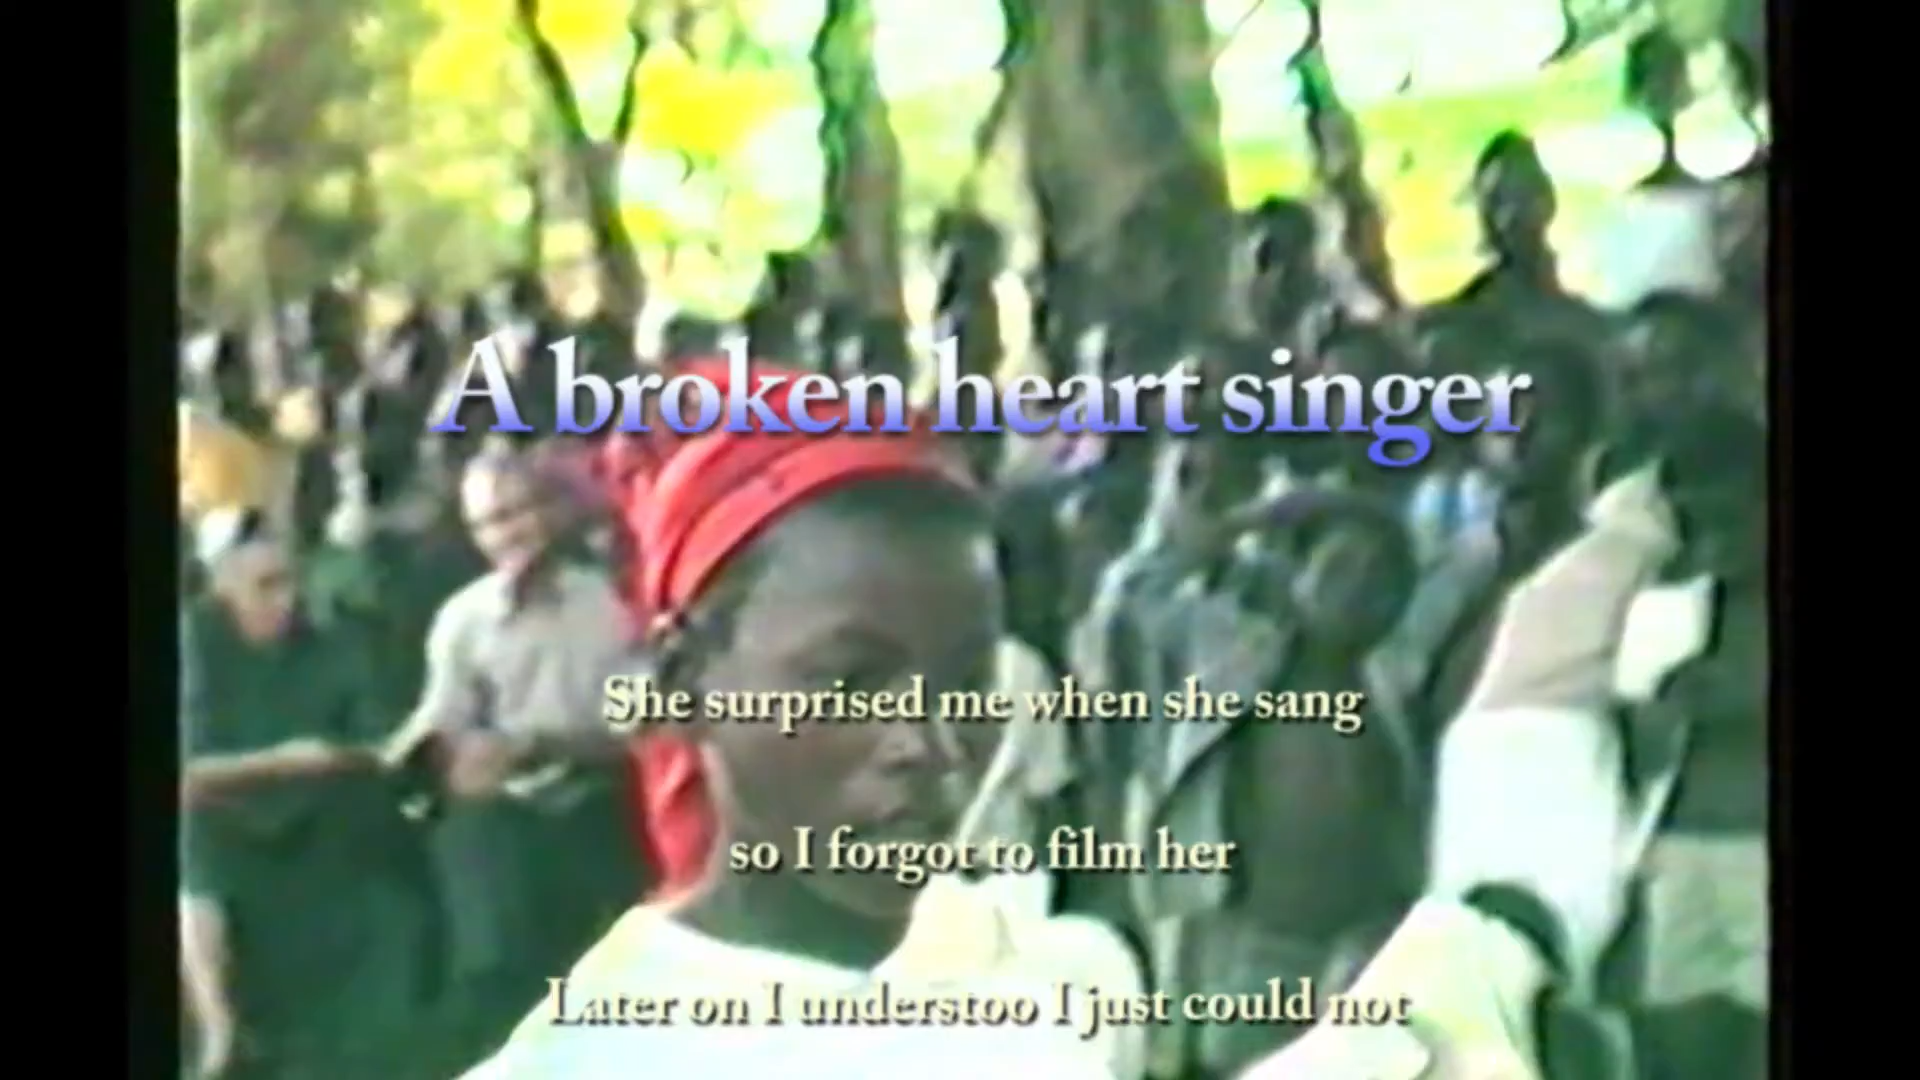 A broken heart singer
She surprised me when she sang
so I forgot to film her
Later on I understoo I just could not